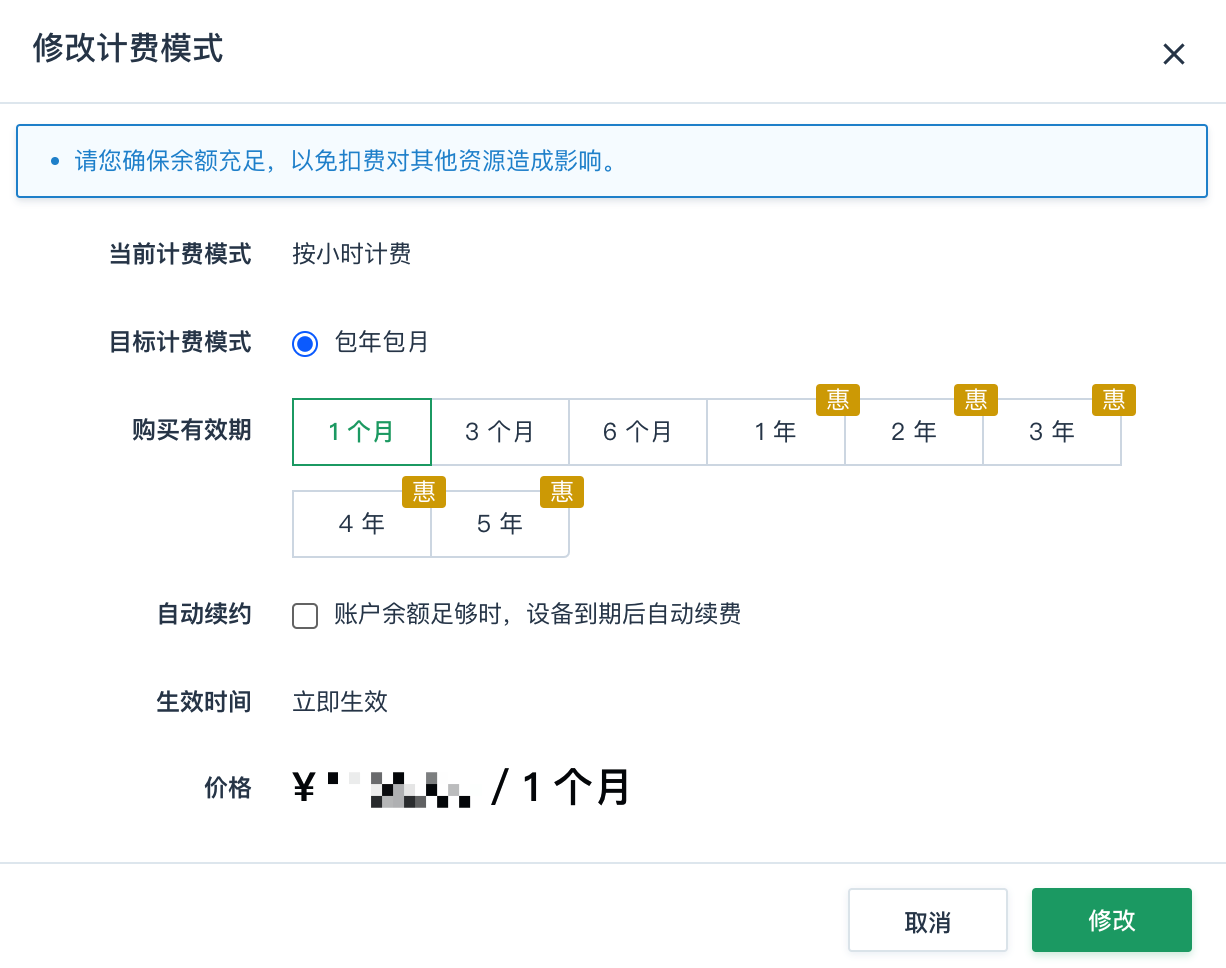 修改计费模式
请您确保余额充足，以免扣费对其他资源造成影响。
当前计费模式 按小时计费
目标计费模式 包年包月
惠 惠 惠
购买有效期 1 个月 3 个月 6 个月 1 年 2 年 3 年
惠 惠
4 年 5 年
自动续约 账户余额足够时，设备到期后自动续费
生效时间 立即生效
价格 ¥ / 1 个月
取消 修改